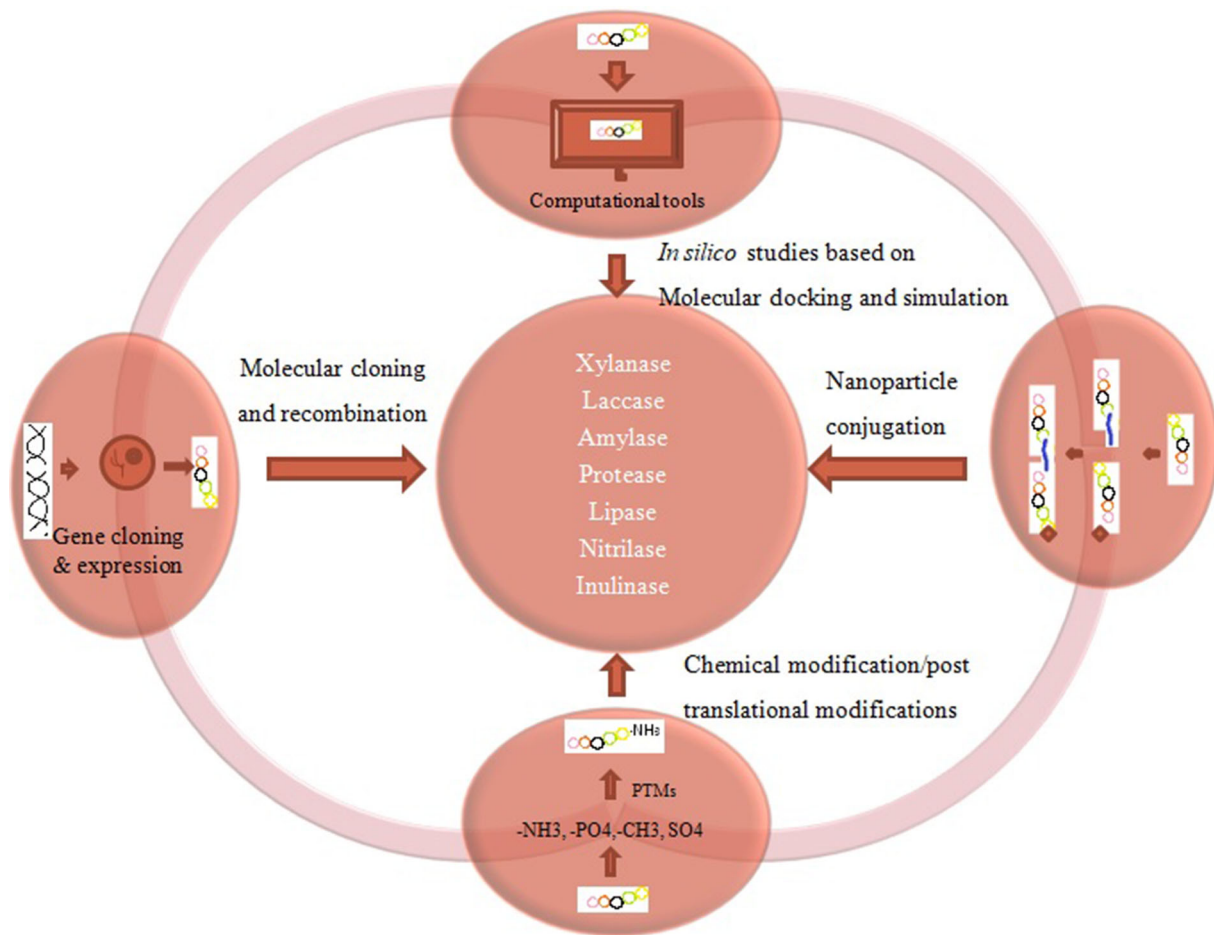 Computational tools
In silico studies based on
Molecular docking and simulation
Molecular cloning
and recombination
Gene cloning
& expression
Xylanase
Laccase
Amylase
Protease
Lipase
Nitrilase
Inulinase
Nanoparticle
conjugation
Chemical modification/post
translational modifications
-NH3
PTMs
-NH3, -PO4,-CH3, SO4